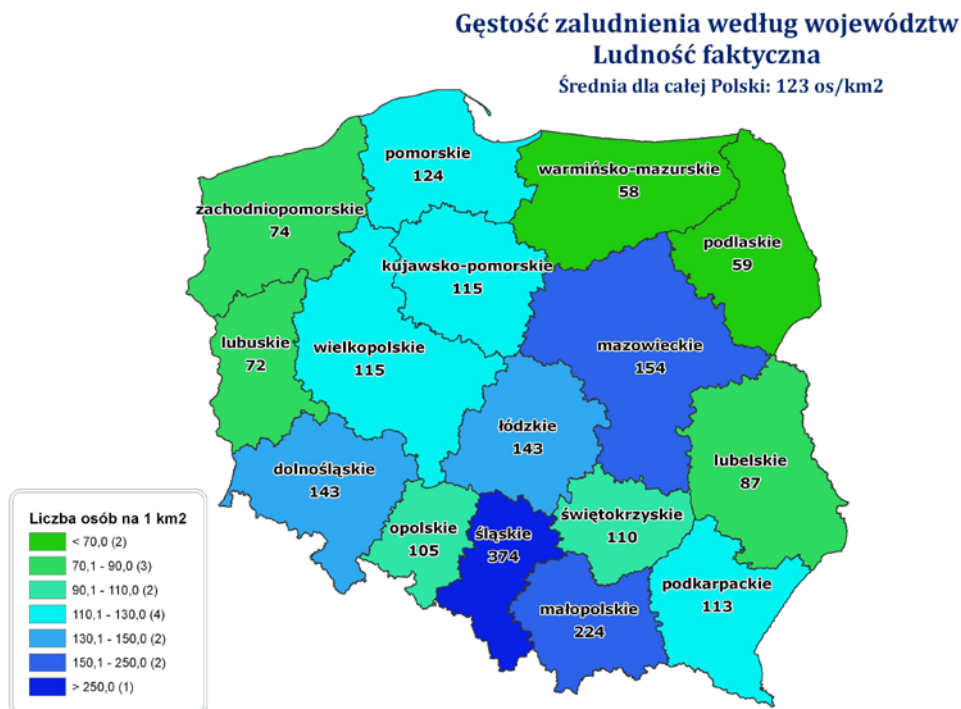 Gęstość zaludnienia według województw
Ludność faktyczna
Średnia dla całej Polski: 123 os/km2
pomorskie
124
warmińsko-mazurskie
58
zachodniopomorskie
74
podlaskie
59
kujawsko-pomorskie
115
lubuskie
72
wielkopolskie
115
mazowieckie
154
łódzkie
143
dolnośląskie
143
lubelskie
87
opolskie
105
śląskie
374
świętokrzyskie
110
małopolskie
224
podkarpackie
113
Liczba osób na 1 km2
< 70,0 (2)
70,1 - 90,0 (3)
90,1 - 110,0 (2)
110,1 - 130,0 (4)
130,1 - 150,0 (2)
150,1 - 250,0 (2)
> 250,0 (1)